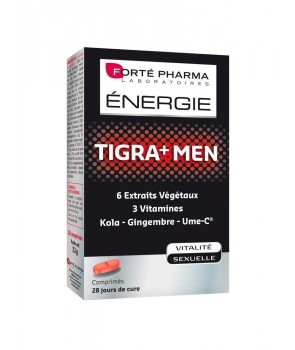 FORTÉ PHARMA
LABORATOIRES
ÉNERGIE
TIGRA+ MEN
6 Extraits Végétaux
3 Vitamines
Kola - Gingembre - Ume-C®
VITALITÉ
SEXUELLE
Comprimés
28 jours de cure